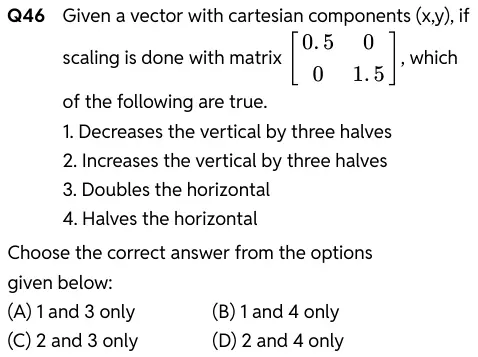 Q46 Given a vector with cartesian components (x,y), if
scaling is done with matrix [0.5 0
0 1.5], which
of the following are true.
1. Decreases the vertical by three halves
2. Increases the vertical by three halves
3. Doubles the horizontal
4. Halves the horizontal
Choose the correct answer from the options
given below:
(A) 1 and 3 only (B) 1 and 4 only
(C) 2 and 3 only (D) 2 and 4 only